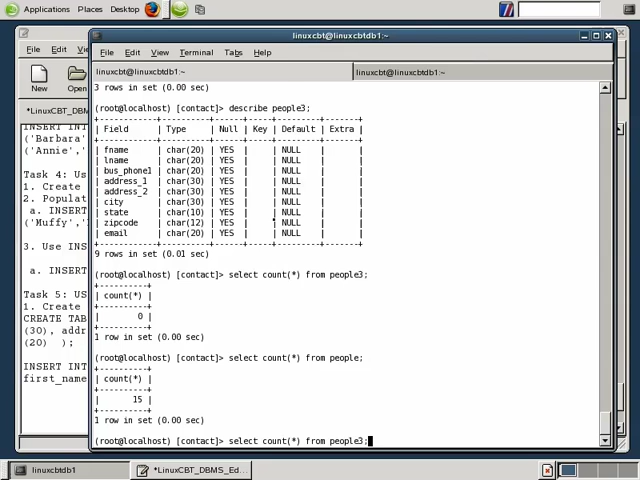 Applications Places Desktop
linuxcbt@linuxcbtdb1:~
File Edit
File Edit View Terminal Tabs Help
New Open
linuxcbt@linuxcbtdb1:~ linuxcbt@linuxcbtdb1:~
*LinuxCBT_DBM
3 rows in set (0.00 sec)
(root@localhost) [contact]> describe people3;
+-----------+----------+------+-----+---------+-------+
| Field | Type | Null | Key | Default | Extra |
+-----------+----------+------+-----+---------+-------+
| fname | char(20) | YES | | NULL | |
| lname | char(20) | YES | | NULL | |
| bus_phone1 | char(20) | YES | | NULL | |
| address_1 | char(30) | YES | | NULL | |
| address_2 | char(30) | YES | | NULL | |
| city | char(30) | YES | | NULL | |
| state | char(10) | YES | | NULL | |
| zipcode | char(12) | YES | | NULL | |
| email | char(20) | YES | | NULL | |
+-----------+----------+------+-----+---------+-------+
9 rows in set (0.01 sec)
(root@localhost) [contact]> select count(*) from people3;
+----------+
| count(*) |
+----------+
| 0 |
+----------+
1 row in set (0.00 sec)
(root@localhost) [contact]> select count(*) from people;
+----------+
| count(*) |
+----------+
| 15 |
+----------+
1 row in set (0.00 sec)
(root@localhost) [contact]> select count(*) from people3;
INSERT INT
('Barbara'
('Annie','
Task 4: US
1. Create
2. Populat
a. INSERT
('Muffy','
3. Use INS
a. INSERT
Task 5: US
1. Create
CREATE TAB
(30), addr
(20) );
INSERT INT
first_name
linuxcbtdb1 *LinuxCBT_DBMS_Ed...